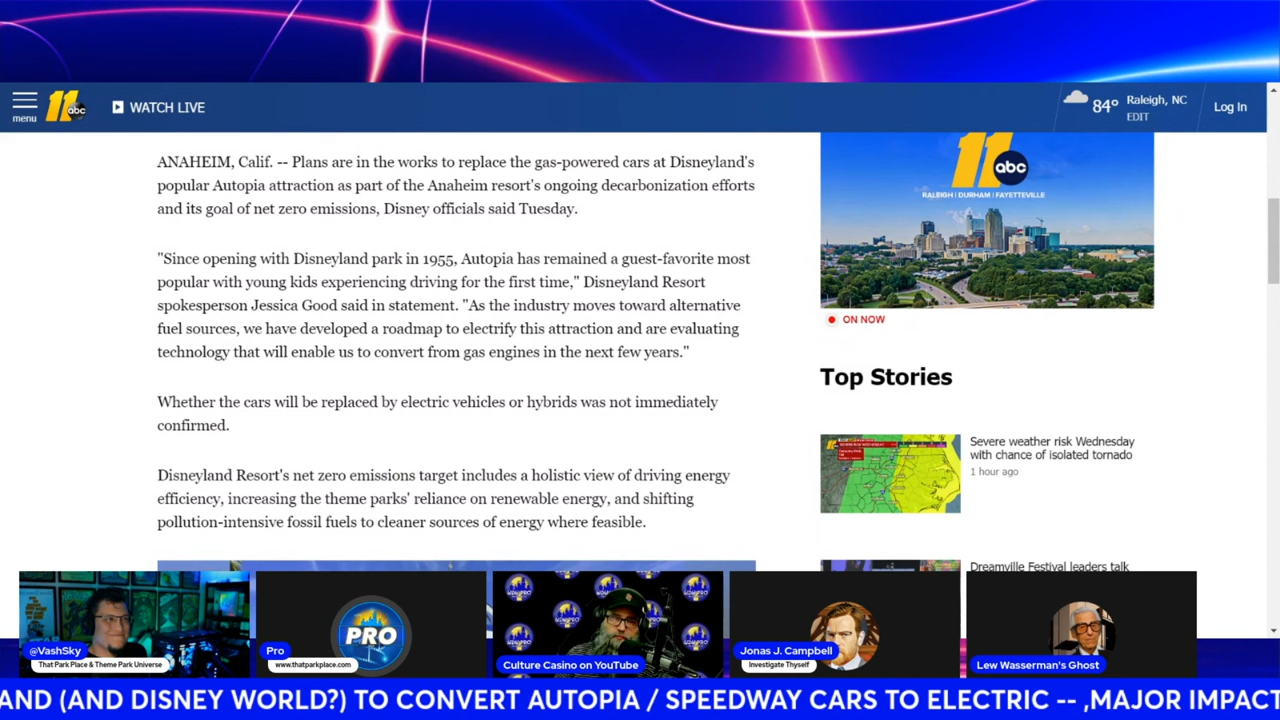 menu
11 abc
WATCH LIVE
84°
Raleigh, NC
EDIT
Log In
ANAHEIM, Calif. -- Plans are in the works to replace the gas-powered cars at Disneyland's
popular Autopia attraction as part of the Anaheim resort's ongoing decarbonization efforts
and its goal of net zero emissions, Disney officials said Tuesday.
"Since opening with Disneyland park in 1955, Autopia has remained a guest-favorite most
popular with young kids experiencing driving for the first time," Disneyland Resort
spokesperson Jessica Good said in statement. "As the industry moves toward alternative
fuel sources, we have developed a roadmap to electrify this attraction and are evaluating
technology that will enable us to convert from gas engines in the next few years."
Whether the cars will be replaced by electric vehicles or hybrids was not immediately
confirmed.
Disneyland Resort's net zero emissions target includes a holistic view of driving energy
efficiency, increasing the theme parks' reliance on renewable energy, and shifting
pollution-intensive fossil fuels to cleaner sources of energy where feasible.
11 abc
RALEIGH | DURHAM | FAYETTEVILLE
ON NOW
Top Stories
Severe weather risk Wednesday
with chance of isolated tornado
1 hour ago
Dreamville Festival leaders talk
@VashSky
That Park Place & Theme Park Universe
PRO
Pro
www.thatparkplace.com
Culture Casino on YouTube
Jonas J. Campbell
Investigate Thyself
Lew Wasserman's Ghost
AND (AND DISNEY WORLD?) TO CONVERT AUTOPIA / SPEEDWAY CARS TO ELECTRIC -- ,MAJOR IMPACT